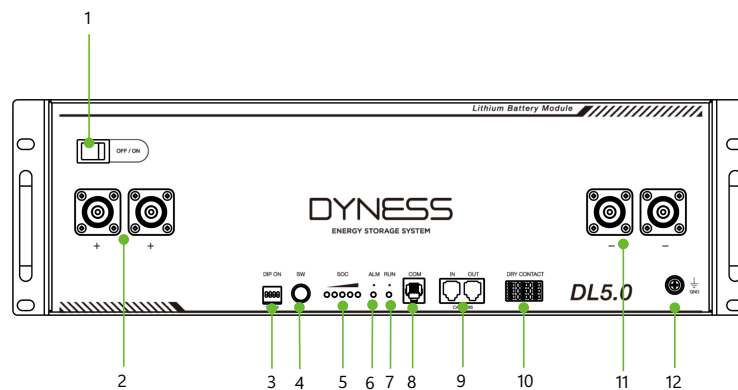 1
Lithium Battery Module
OFF / ON
DYNESS
ENERGY STORAGE SYSTEM
+ + − −
DIP ON SW SOC ALM RUN COM IN OUT DRY CONTACT
DL5.0
GND
2 3 4 5 6 7 8 9 10 11 12